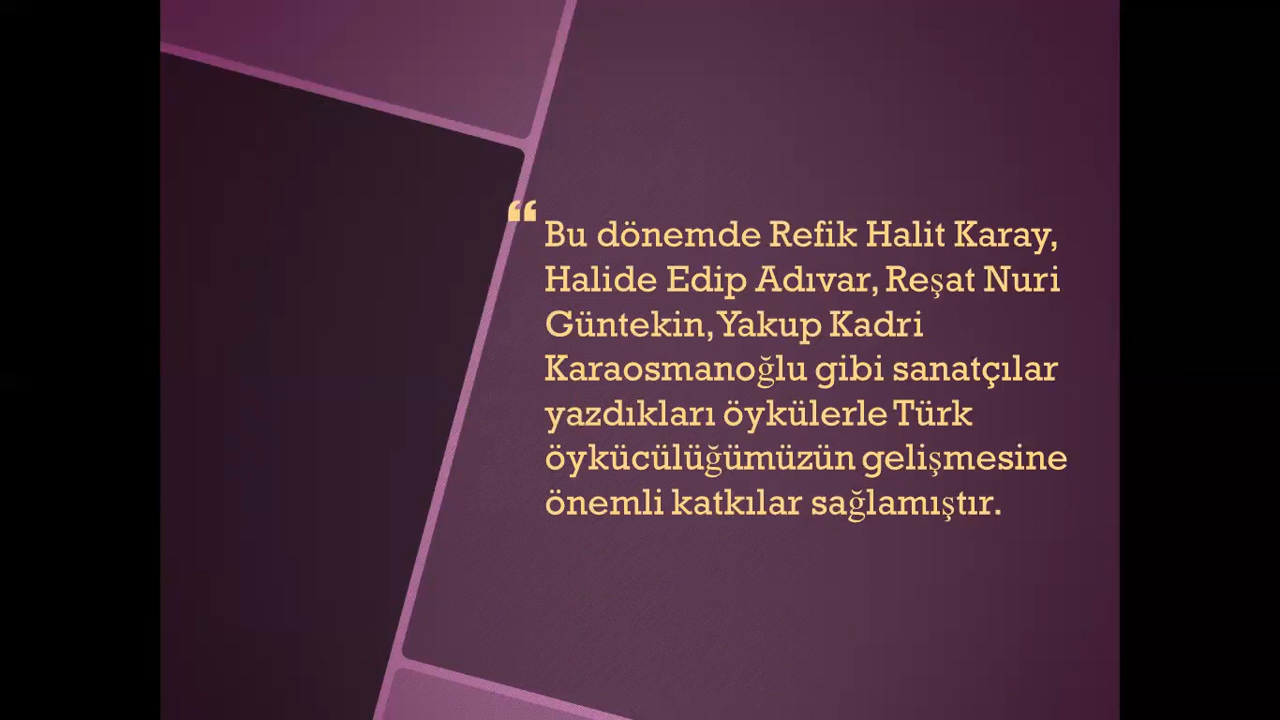 ❝ Bu dönemde Refik Halit Karay,
Halide Edip Adıvar, Reşat Nuri
Güntekin, Yakup Kadri
Karaosmanoğlu gibi sanatçılar
yazdıkları öykülerle Türk
öykücülüğümüzün gelişmesine
önemli katkılar sağlamıştır.